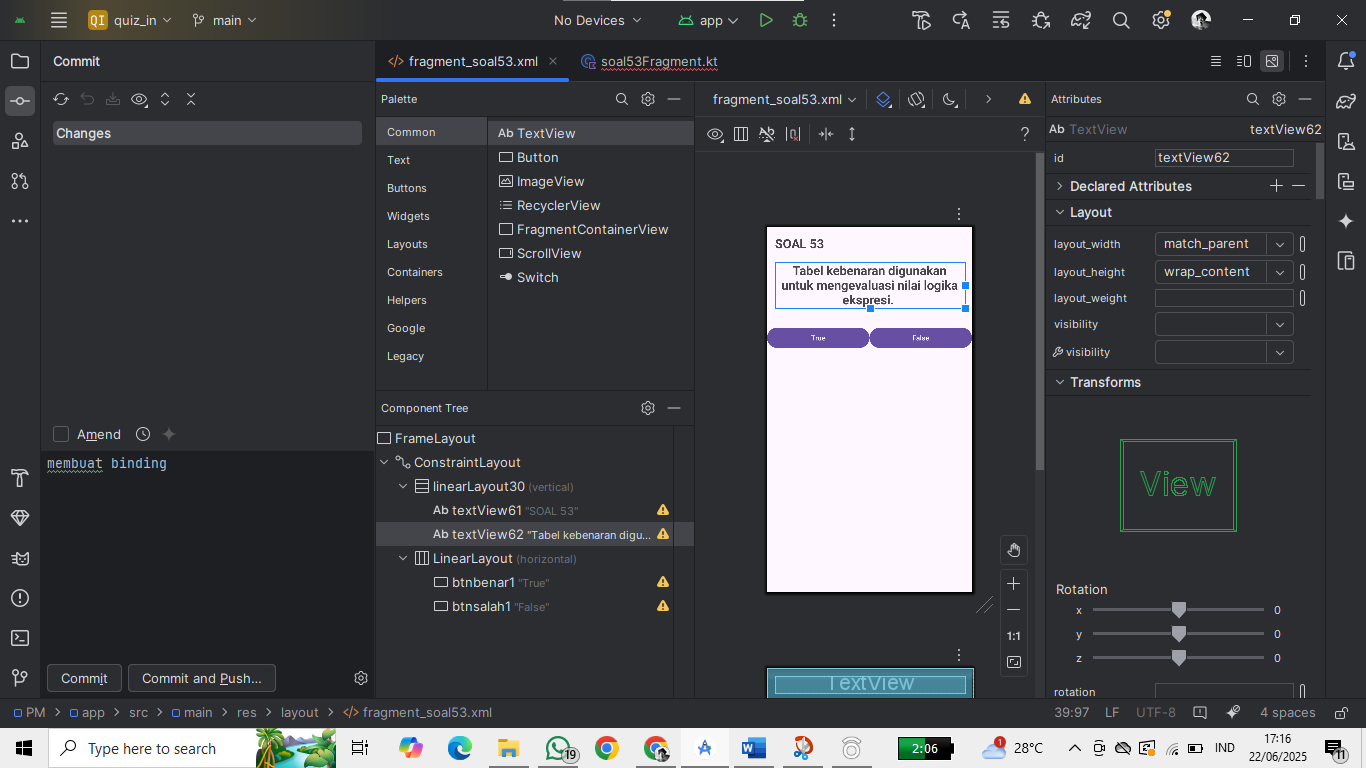 QI quiz_in main No Devices app
Commit
fragment_soal53.xml soal53Fragment.kt
Palette fragment_soal53.xml Attributes
Changes
Common Ab TextView Ab TextView textView62
Text Button id textView62
Buttons ImageView Declared Attributes
Widgets RecyclerView Layout
Layouts FragmentContainerView layout_width match_parent
Containers ScrollView layout_height wrap_content
Helpers Switch layout_weight
Google visibility
Legacy visibility
Transforms
SOAL 53
Tabel kebenaran digunakan
untuk mengevaluasi nilai logika
ekspresi.
True False
Component Tree
FrameLayout
ConstraintLayout
linearLayout30 (vertical)
Ab textView61 "SOAL 53"
Ab textView62 "Tabel kebenaran digu...
LinearLayout (horizontal)
btnbenar1 "True"
btnsalah1 "False"
Amend
membuat binding
Commit Commit and Push...
View
Rotation
x 0
y 0
z 0
rotation
1:1
TextView
PM > app > src > main > res > layout > fragment_soal53.xml 39:97 LF UTF-8 4 spaces
Type here to search 19 2:06 1 28°C IND 17:16
22/06/2025 11